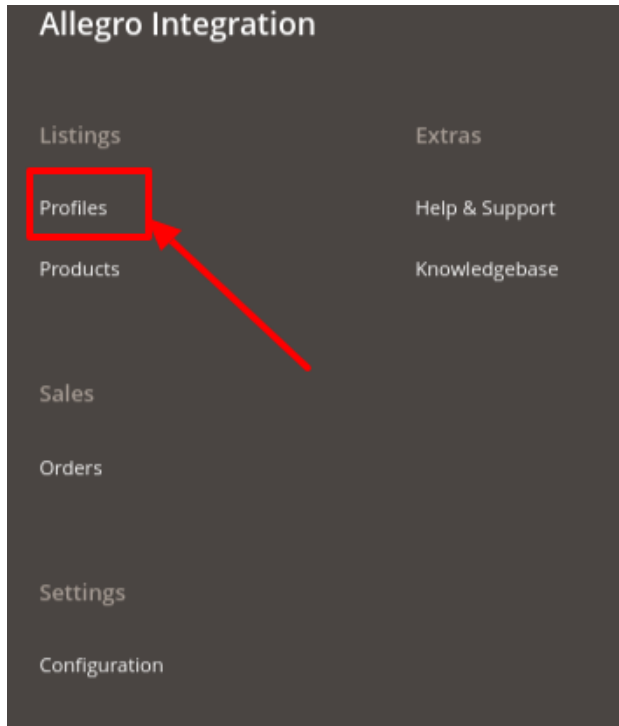 Allegro Integration
Listings
Profiles
Products
Sales
Orders
Settings
Configuration
Extras
Help & Support
Knowledgebase